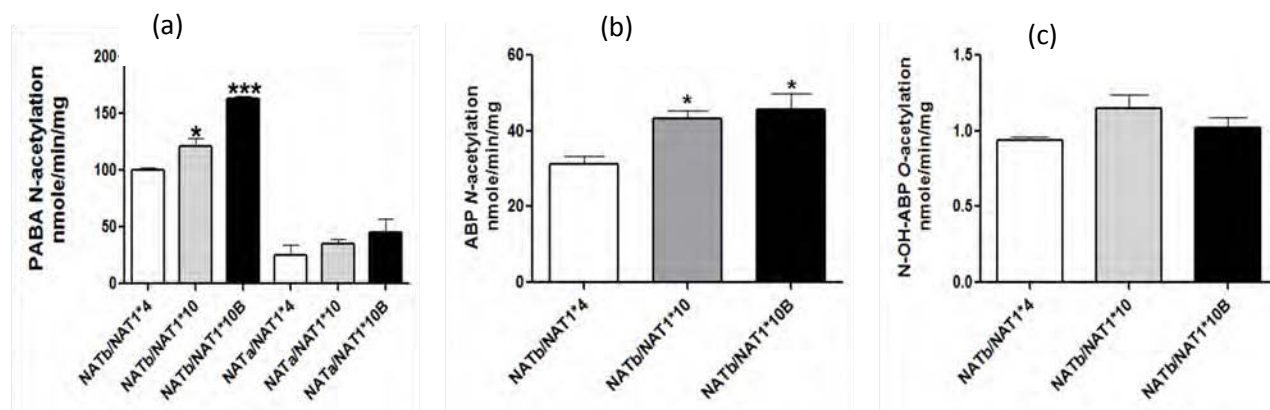 (a)
PABA N-acetylation
nmole/min/mg
200
150
100
50
0
*
***
NATb/NAT1*4
NATb/NAT1*10
NATb/NAT1*10B
NATa/NAT1*4
NATa/NAT1*10
NATa/NAT1*10B
(b)
ABP N-acetylation
nmole/min/mg
60
40
20
0
*
*
NATb/NAT1*4
NATb/NAT1*10
NATb/NAT1*10B
(c)
N-OH-ABP O-acetylation
nmole/min/mg
1.5
1.0
0.5
0.0
NATb/NAT1*4
NATb/NAT1*10
NATb/NAT1*10B